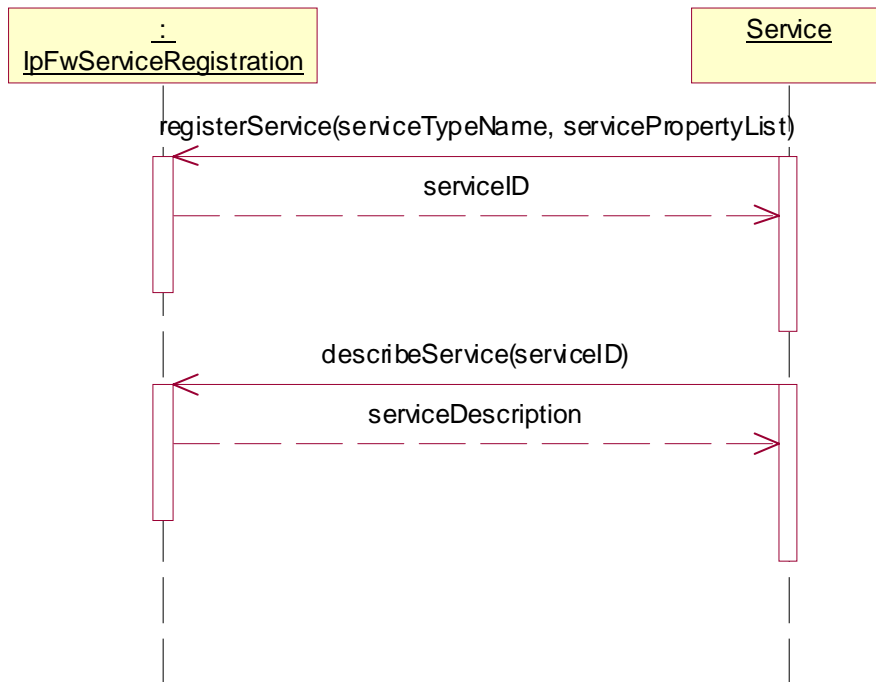 :
IpFwServiceRegistration
Service
registerService(serviceTypeName, servicePropertyList)
serviceID
describeService(serviceID)
serviceDescription